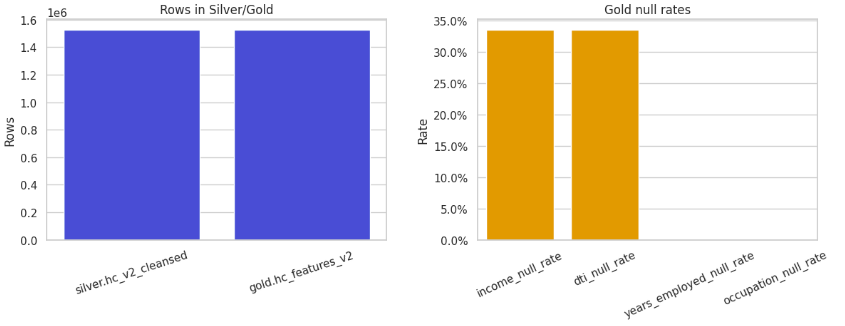 Rows in Silver/Gold
1e6
1.6
1.4
1.2
1.0
0.8
0.6
0.4
0.2
0.0
Rows
silver.hc_v2_cleansed
gold.hc_features_v2
Gold null rates
35.0%
30.0%
25.0%
20.0%
15.0%
10.0%
5.0%
0.0%
Rate
income_null_rate
dti_null_rate
years_employed_null_rate
occupation_null_rate